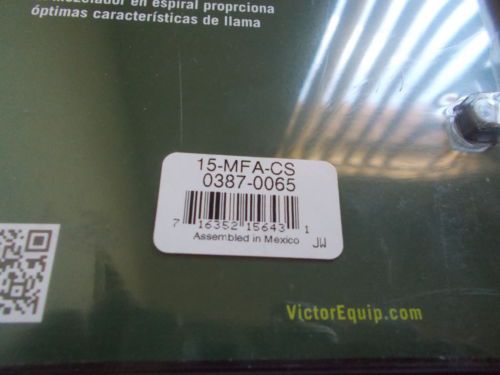 mezclador en espiral proprciona
óptimas características de llama
15-MFA-CS
0387-0065
7 16352 15643 1
Assembled in Mexico
JW
VictorEquip.com